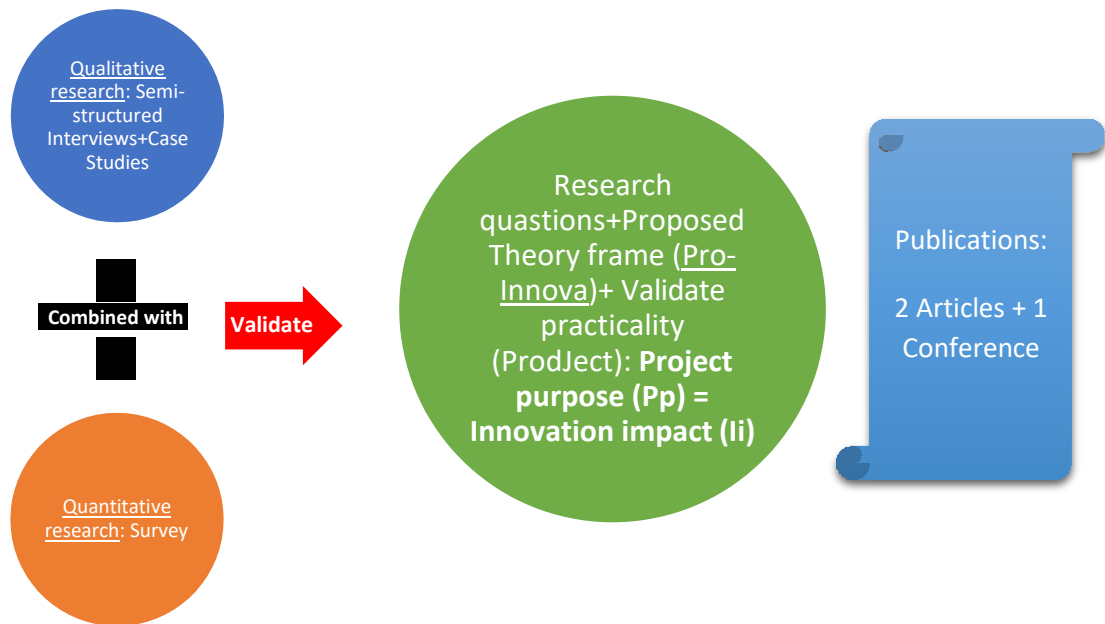 Qualitative
research: Semi-
structured
Interviews+Case
Studies
Combined with
Quantitative
research: Survey
Validate
Research
quastions+Proposed
Theory frame (Pro-
Innova)+ Validate
practicality
(ProdJect): Project
purpose (Pp) =
Innovation impact (Ii)
Publications:
2 Articles + 1
Conference